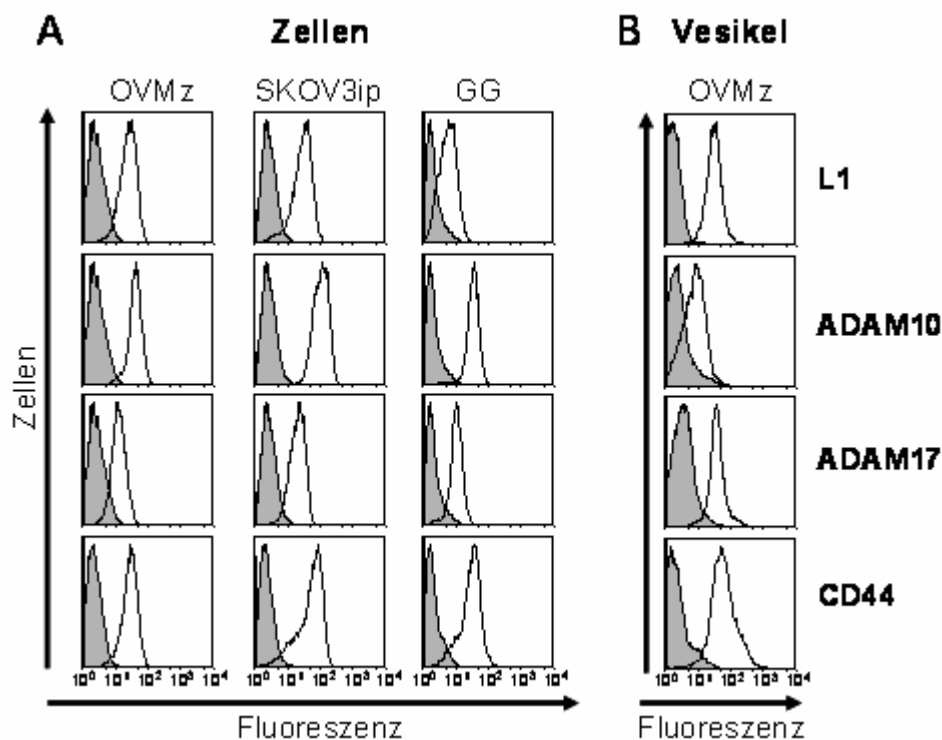 A Zellen B Vesikel
OVMz SKOV3ip GG OVMz
L1
ADAM10
ADAM17
CD44
Zellen
10⁰ 10¹ 10² 10³ 10⁴ 10⁰ 10¹ 10² 10³ 10⁴ 10⁰ 10¹ 10² 10³ 10⁴ 10⁰ 10¹ 10² 10³ 10⁴
Fluoreszenz Fluoreszenz